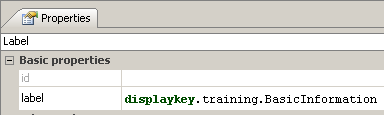 Properties
Label
Basic properties
id
label displaykey.training.BasicInformation